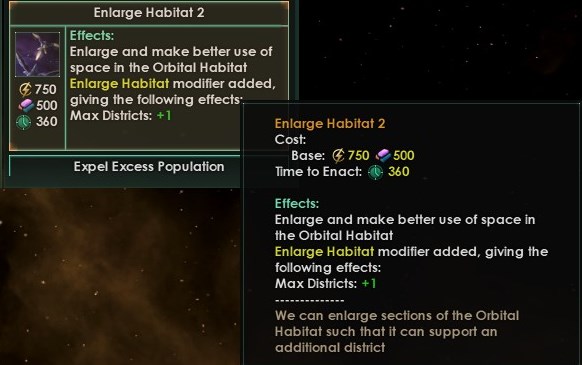 Enlarge Habitat 2
Effects:
Enlarge and make better use of
space in the Orbital Habitat
Enlarge Habitat modifier added,
giving the following effects:
Max Districts: +1
750
500
360
Expel Excess Population
Enlarge Habitat 2
Cost:
Base: 750 500
Time to Enact: 360
Effects:
Enlarge and make better use of space in
the Orbital Habitat
Enlarge Habitat modifier added, giving the
following effects:
Max Districts: +1
--------------
We can enlarge sections of the Orbital
Habitat such that it can support an
additional district